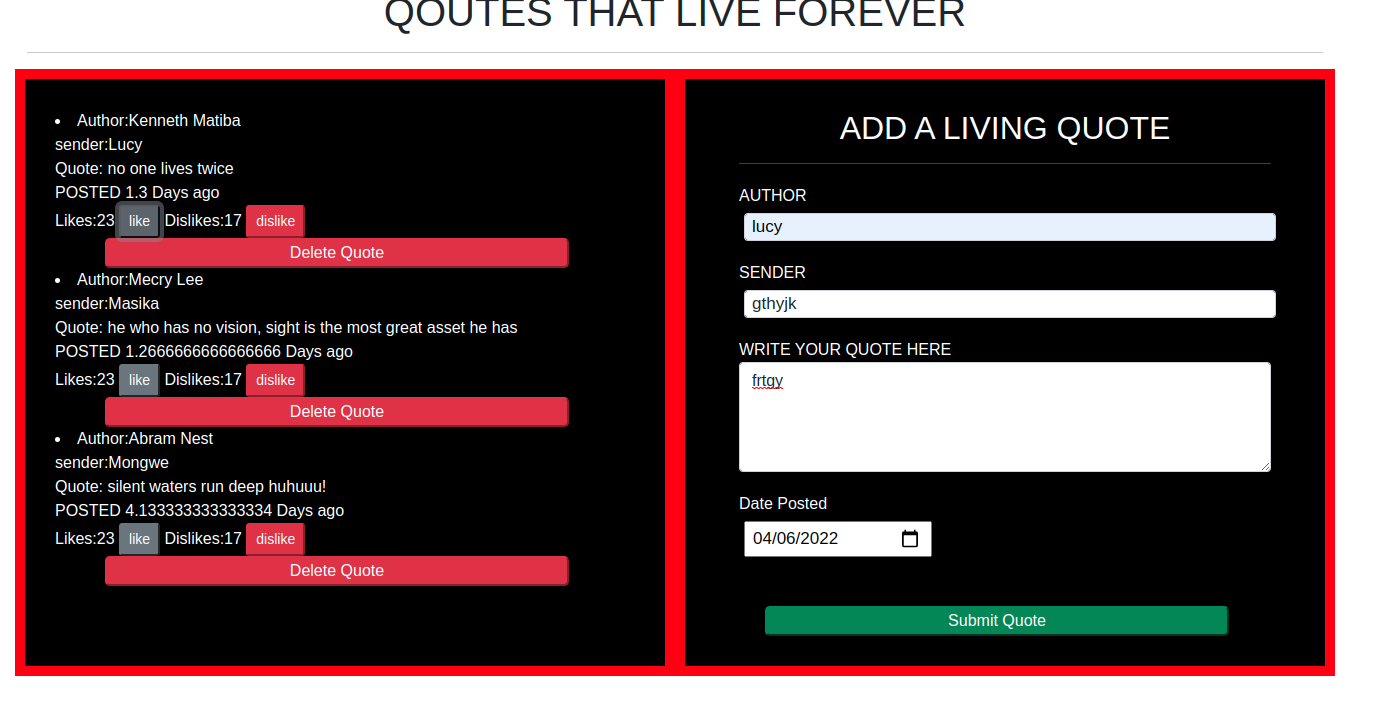 QOUTES THAT LIVE FOREVER
Author:Kenneth Matiba
sender:Lucy
Quote: no one lives twice
POSTED 1.3 Days ago
Likes:23 like Dislikes:17 dislike
Delete Quote
Author:Mecry Lee
sender:Masika
Quote: he who has no vision, sight is the most great asset he has
POSTED 1.2666666666666666 Days ago
Likes:23 like Dislikes:17 dislike
Delete Quote
Author:Abram Nest
sender:Mongwe
Quote: silent waters run deep huhuuu!
POSTED 4.133333333333334 Days ago
Likes:23 like Dislikes:17 dislike
Delete Quote
ADD A LIVING QUOTE
AUTHOR
lucy
SENDER
gthyjk
WRITE YOUR QUOTE HERE
frtgy
Date Posted
04/06/2022
Submit Quote